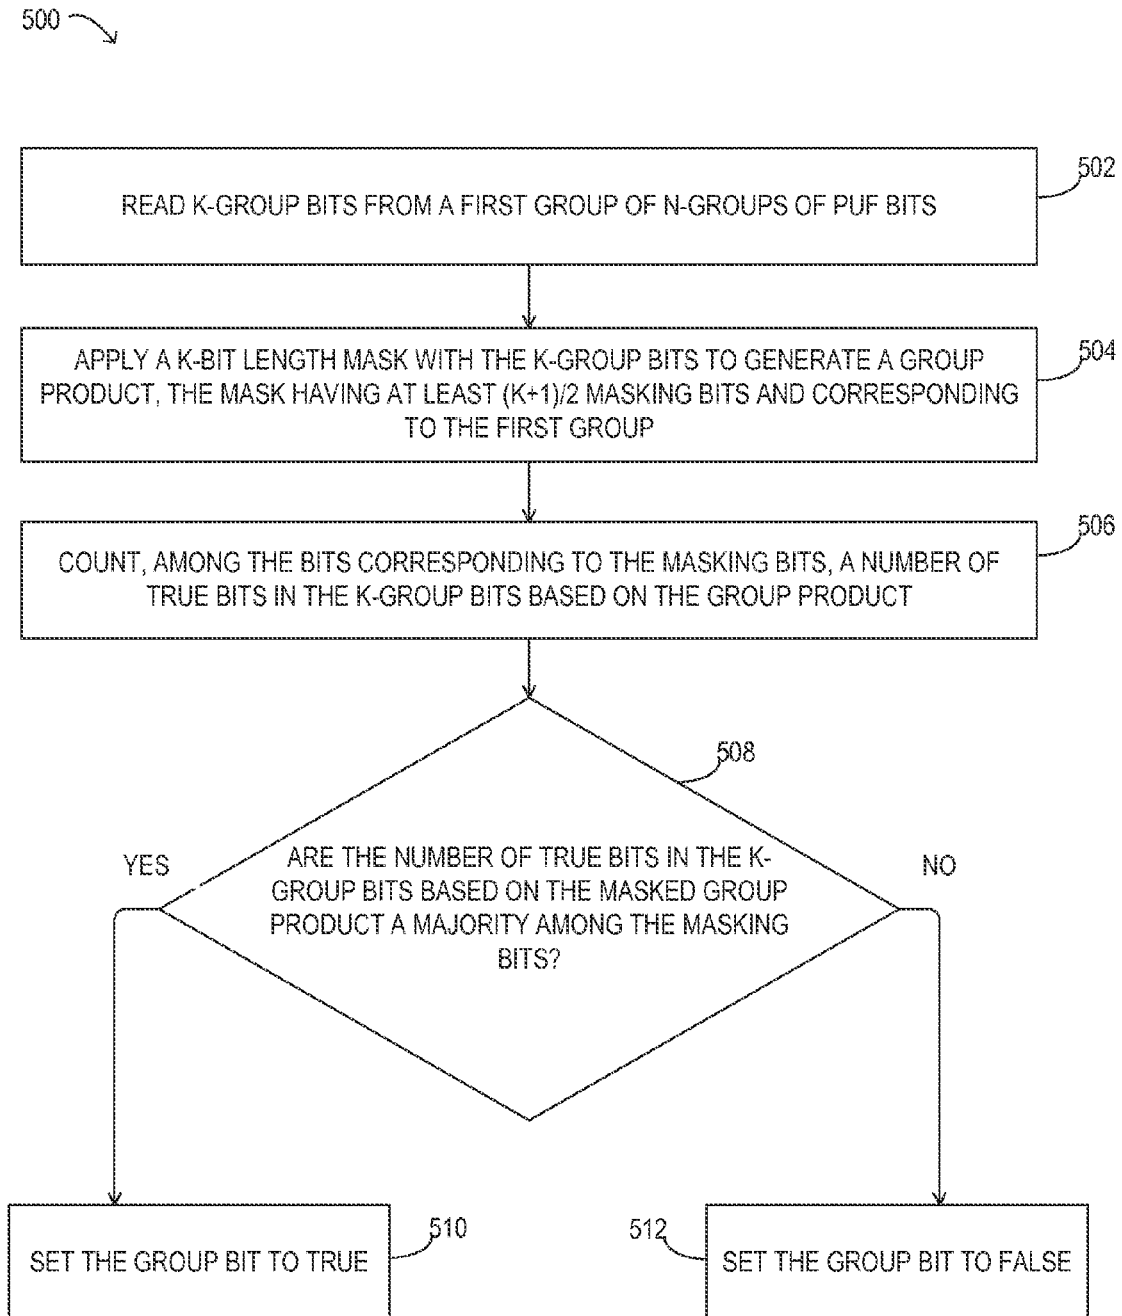 500
502
READ K-GROUP BITS FROM A FIRST GROUP OF N-GROUPS OF PUF BITS
504
APPLY A K-BIT LENGTH MASK WITH THE K-GROUP BITS TO GENERATE A GROUP
PRODUCT, THE MASK HAVING AT LEAST (K+1)/2 MASKING BITS AND CORRESPONDING
TO THE FIRST GROUP
506
COUNT, AMONG THE BITS CORRESPONDING TO THE MASKING BITS, A NUMBER OF
TRUE BITS IN THE K-GROUP BITS BASED ON THE GROUP PRODUCT
508
YES
NO
ARE THE NUMBER OF TRUE BITS IN THE K-
GROUP BITS BASED ON THE MASKED GROUP
PRODUCT A MAJORITY AMONG THE MASKING
BITS?
510
SET THE GROUP BIT TO TRUE
512
SET THE GROUP BIT TO FALSE